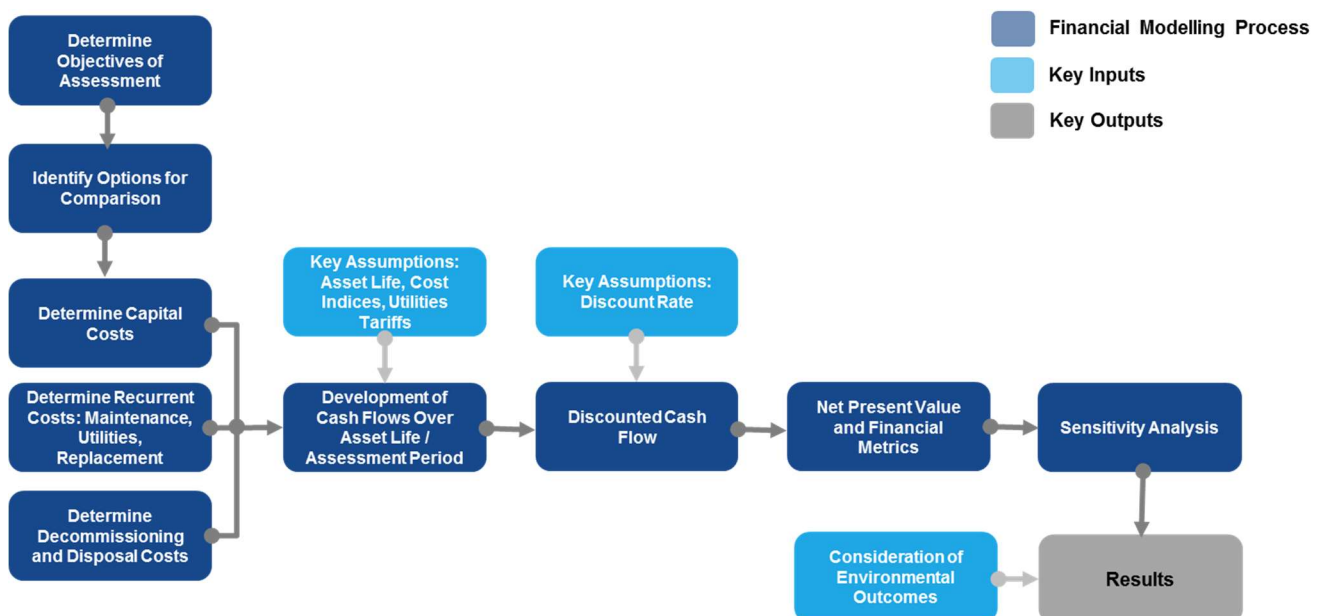 Determine
Objectives of
Assessment
Identify Options for
Comparison
Determine Capital
Costs
Determine Recurrent
Costs: Maintenance,
Utilities,
Replacement
Determine
Decommissioning
and Disposal Costs
Key Assumptions:
Asset Life, Cost
Indices, Utilities
Tariffs
Development of
Cash Flows Over
Asset Life /
Assessment Period
Key Assumptions:
Discount Rate
Discounted Cash
Flow
Net Present Value
and Financial
Metrics
Sensitivity Analysis
Consideration of
Environmental
Outcomes
Results
Financial Modelling Process
Key Inputs
Key Outputs